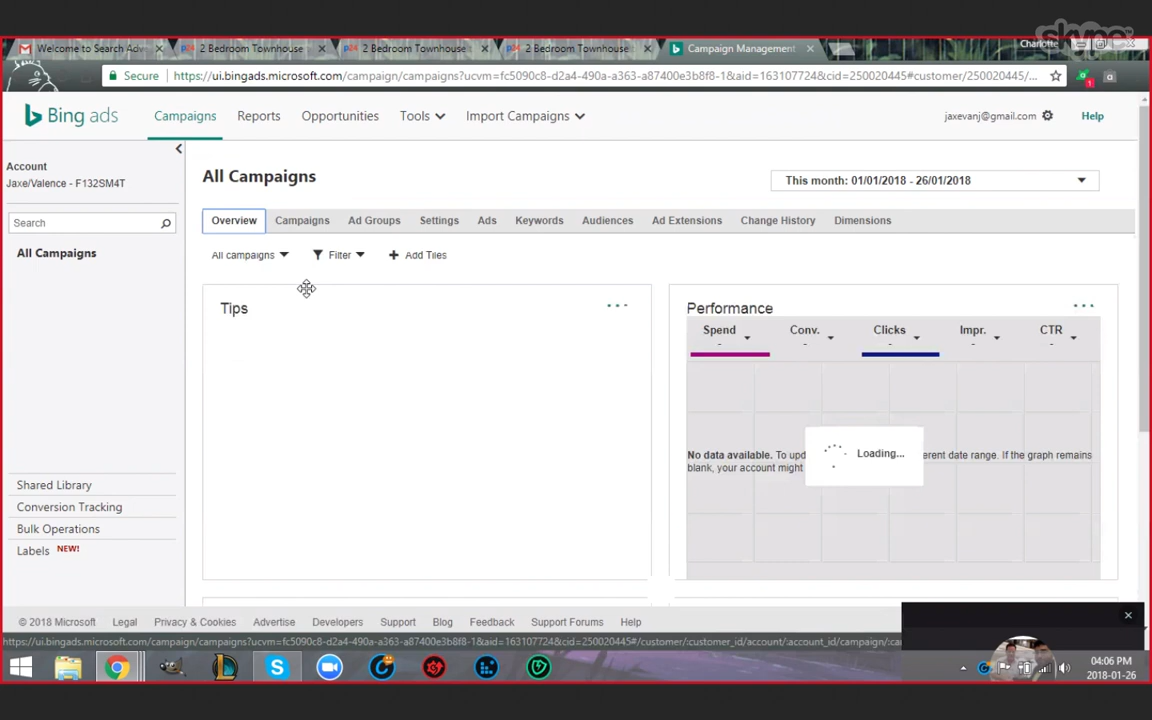 skype
Welcome to Search Adv
2 Bedroom Townhouse
2 Bedroom Townhouse
2 Bedroom Townhouse
Campaign Management
Charlotte
Secure
https://ui.bingads.microsoft.com/campaign/campaigns?ucvm=fc5090c8-d2a4-490a-a363-a87400e3b8f8-1&aid=163107724&cid=250020445#/customer/250020445/...
Bing ads
Campaigns
Reports
Opportunities
Tools
Import Campaigns
jaxevanj@gmail.com
Help
Account
Jaxe/Valence - F132SM4T
Search
All Campaigns
Shared Library
Conversion Tracking
Bulk Operations
Labels NEW!
All Campaigns
This month: 01/01/2018 - 26/01/2018
Overview
Campaigns
Ad Groups
Settings
Ads
Keywords
Audiences
Ad Extensions
Change History
Dimensions
All campaigns
Filter
Add Tiles
Tips
Performance
Spend
Conv.
Clicks
Impr.
CTR
No data available. To upd
erent date range. If the graph remains
blank, your account might
Loading...
© 2018 Microsoft
Legal
Privacy & Cookies
Advertise
Developers
Support
Blog
Feedback
Support Forums
Help
https://ui.bingads.microsoft.com/campaign/campaigns?ucvm=fc5090c8-d2a4-490a-a363-a87400e3b8f8-1&aid=163107724&cid=250020445#/customer/:customer_id/account/:account_id/campaign/:ca
04:06 PM
2018-01-26